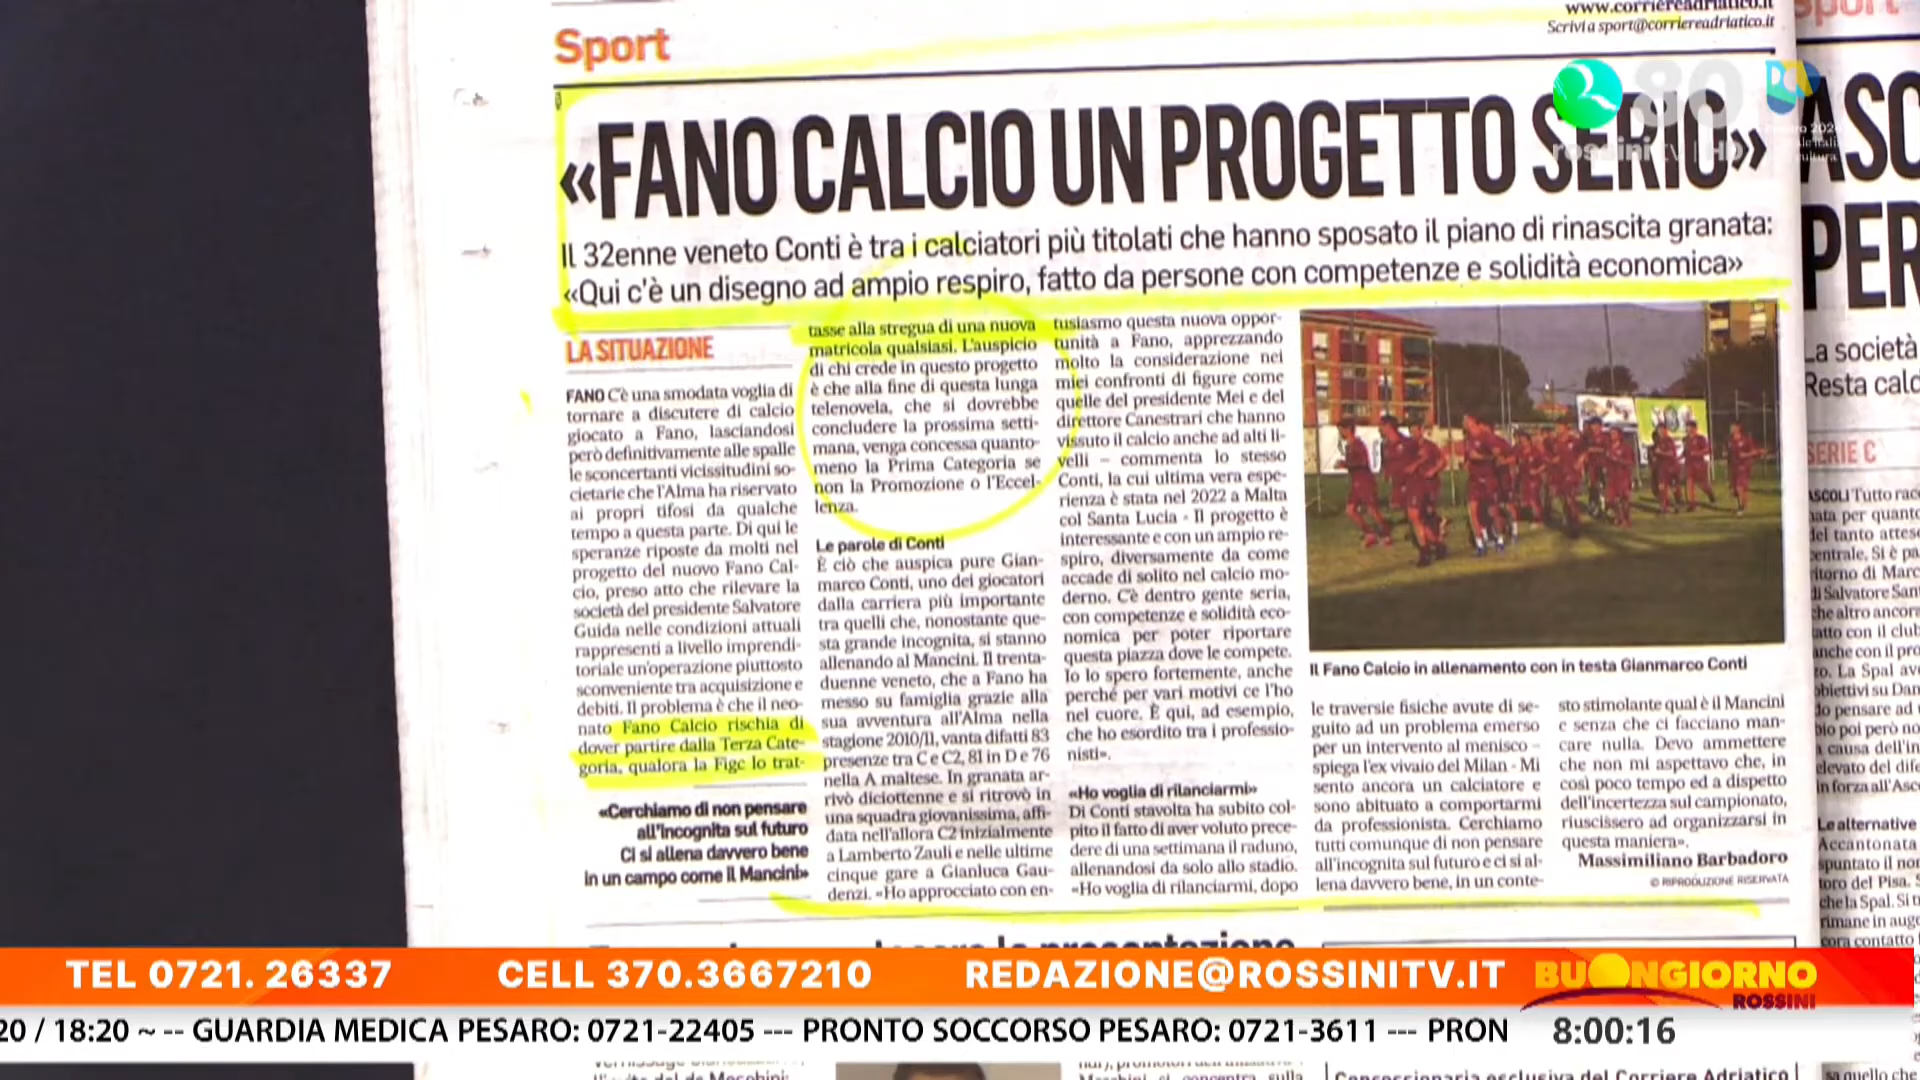 www.corriereadriatico.it
Scrivi a sport@corriereadriatico.it
Sport
«FANO CALCIO UN PROGETTO SERIO»
Il 32enne veneto Conti è tra i calciatori più titolati che hanno sposato il piano di rinascita granata:
«Qui c'è un disegno ad ampio respiro, fatto da persone con competenze e solidità economica»
LA SITUAZIONE
FANO C'è una smodata voglia di
tornare a discutere di calcio
giocato a Fano, lasciandosi
però definitivamente alle spalle
le sconcertanti vicissitudini so-
cietarie che l'Alma ha riservato
ai propri tifosi da qualche
tempo a questa parte. Di qui le
speranze riposte da molti nel
progetto del nuovo Fano Cal-
cio, preso atto che rilevare la
società del presidente Salvatore
Guida nelle condizioni attuali
rappresenti a livello imprendi-
toriale un'operazione piuttosto
sconveniente tra acquisizione e
debiti. Il problema è che il neo-
nato Fano Calcio rischia di
dover partire dalla Terza Cate-
goria, qualora la Figc lo trat-
«Cerchiamo di non pensare
all'incognita sul futuro
Ci si allena davvero bene
in un campo come il Mancini»
tasse alla stregua di una nuova
matricola qualsiasi. L'auspicio
di chi crede in questo progetto
è che alla fine di questa lunga
telenovela, che si dovrebbe
concludere la prossima setti-
mana, venga concessa quanto-
meno la Prima Categoria se
non la Promozione o l'Eccel-
lenza.
Le parole di Conti
È ciò che auspica pure Gian-
marco Conti, uno dei giocatori
dalla carriera più importante
tra quelli che, nonostante que-
sta grande incognita, si stanno
allenando al Mancini. Il trenta-
duenne veneto, che a Fano ha
messo su famiglia grazie alla
sua avventura all'Alma nella
stagione 2010/11, vanta difatti 83
presenze tra C e C2, 81 in D e 76
nella A maltese. In granata ar-
rivò diciottenne e si ritrovò in
una squadra giovanissima, affi-
data nell'allora C2 inizialmente
a Lamberto Zauli e nelle ultime
cinque gare a Gianluca Gau-
denzi. «Ho approcciato con en-
tusiasmo questa nuova oppor-
tunità a Fano, apprezzando
molto la considerazione nei
miei confronti di figure come
quelle del presidente Mei e del
direttore Canestrari che hanno
vissuto il calcio anche ad alti li-
velli – commenta lo stesso
Conti, la cui ultima vera espe-
rienza è stata nel 2022 a Malta
col Santa Lucia - Il progetto è
interessante e con un ampio re-
spiro, diversamente da come
accade di solito nel calcio mo-
derno. C'è dentro gente seria,
con competenze e solidità eco-
nomica per poter riportare
questa piazza dove le compete.
Io lo spero fortemente, anche
perché per vari motivi ce l'ho
nel cuore. È qui, ad esempio,
che ho esordito tra i professio-
nisti».
«Ho voglia di rilanciarmi»
Di Conti stavolta ha subito col-
pito il fatto di aver voluto prece-
dere di una settimana il raduno,
allenandosi da solo allo stadio.
«Ho voglia di rilanciarmi, dopo
Il Fano Calcio in allenamento con in testa Gianmarco Conti
le traversie fisiche avute di se-
guito ad un problema emerso
per un intervento al menisco –
spiega l'ex vivaio del Milan - Mi
sento ancora un calciatore e
sono abituato a comportarmi
da professionista. Cerchiamo
tutti comunque di non pensare
all'incognita sul futuro e ci si al-
lena davvero bene, in un conte-
sto stimolante qual è il Mancini
e senza che ci facciano man-
care nulla. Devo ammettere
che non mi aspettavo che, in
così poco tempo ed a dispetto
dell'incertezza sul campionato,
riuscissero ad organizzarsi in
questa maniera».
Massimiliano Barbadoro
© RIPRODUZIONE RISERVATA
80
rossini tv HD
La società
Resta calc
SERIE C
ASCOLI Tutto
Le alternative
Accantonata
spuntato il
toro del Pisa.
che la Spal. Si
rimane in
TEL 0721. 26337 CELL 370.3667210 REDAZIONE@ROSSINITV.IT BUONGIORNO
ROSSINI
20 / 18:20 ~ -- GUARDIA MEDICA PESARO: 0721-22405 --- PRONTO SOCCORSO PESARO: 0721-3611 --- PRON 8:00:16